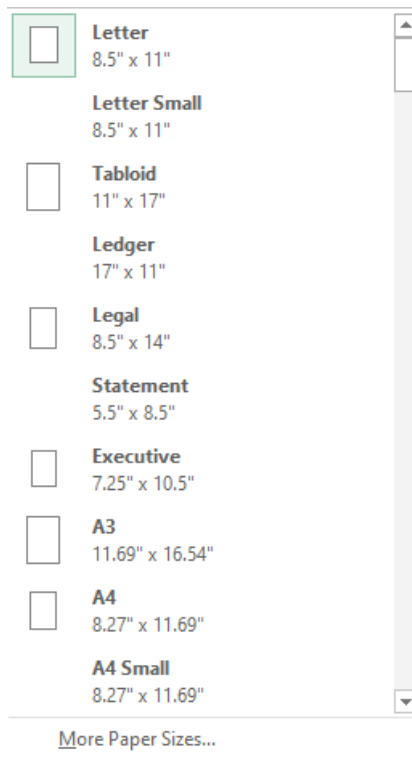 Letter
8.5" x 11"
Letter Small
8.5" x 11"
Tabloid
11" x 17"
Ledger
17" x 11"
Legal
8.5" x 14"
Statement
5.5" x 8.5"
Executive
7.25" x 10.5"
A3
11.69" x 16.54"
A4
8.27" x 11.69"
A4 Small
8.27" x 11.69"
More Paper Sizes...